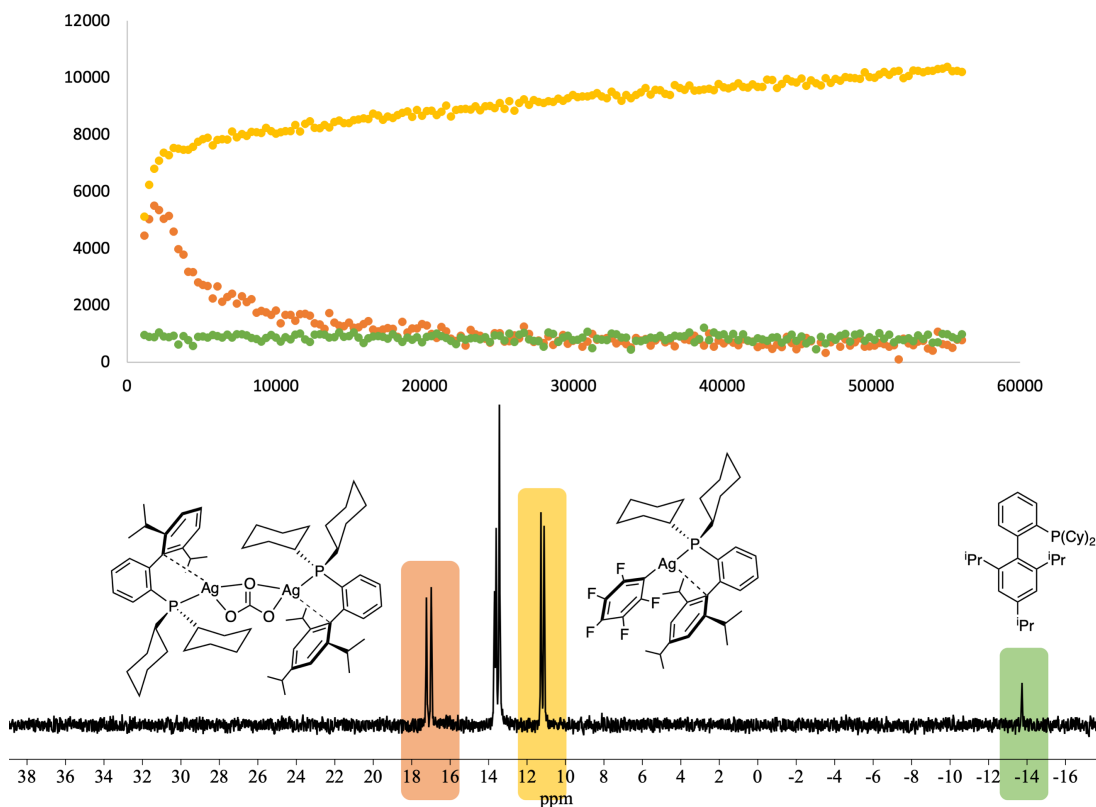 12000
10000
8000
6000
4000
2000
0
0 10000 20000 30000 40000 50000 60000
Ag O Ag P
P O O
P
Ag
F F F F F
P(Cy)2
iPr iPr
iPr
38 36 34 32 30 28 26 24 22 20 18 16 14 12 10 8 6 4 2 0 -2 -4 -6 -8 -10 -12 -14 -16
ppm